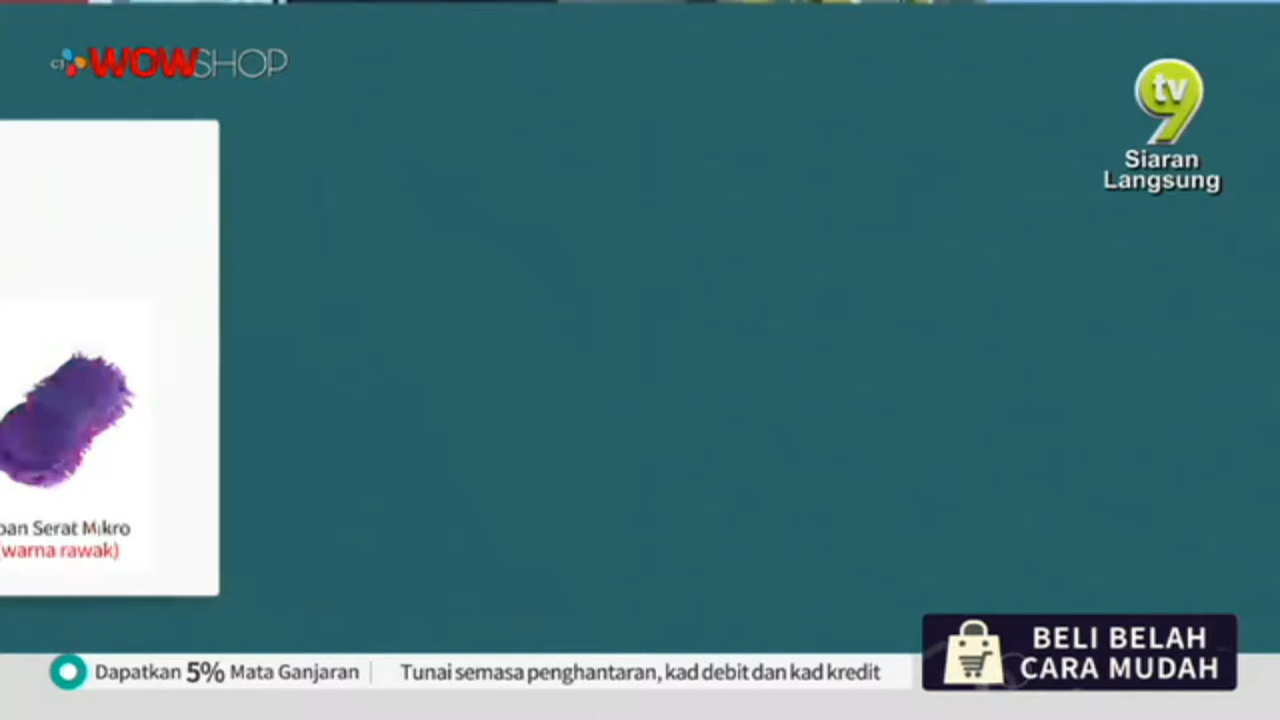 CJ WOWSHOP
tv9
Siaran
Langsung
Serat Mikro
(warna rawak)
BELI BELAH
CARA MUDAH
Dapatkan 5% Mata Ganjaran
Tunai semasa penghantaran, kad debit dan kad kredit